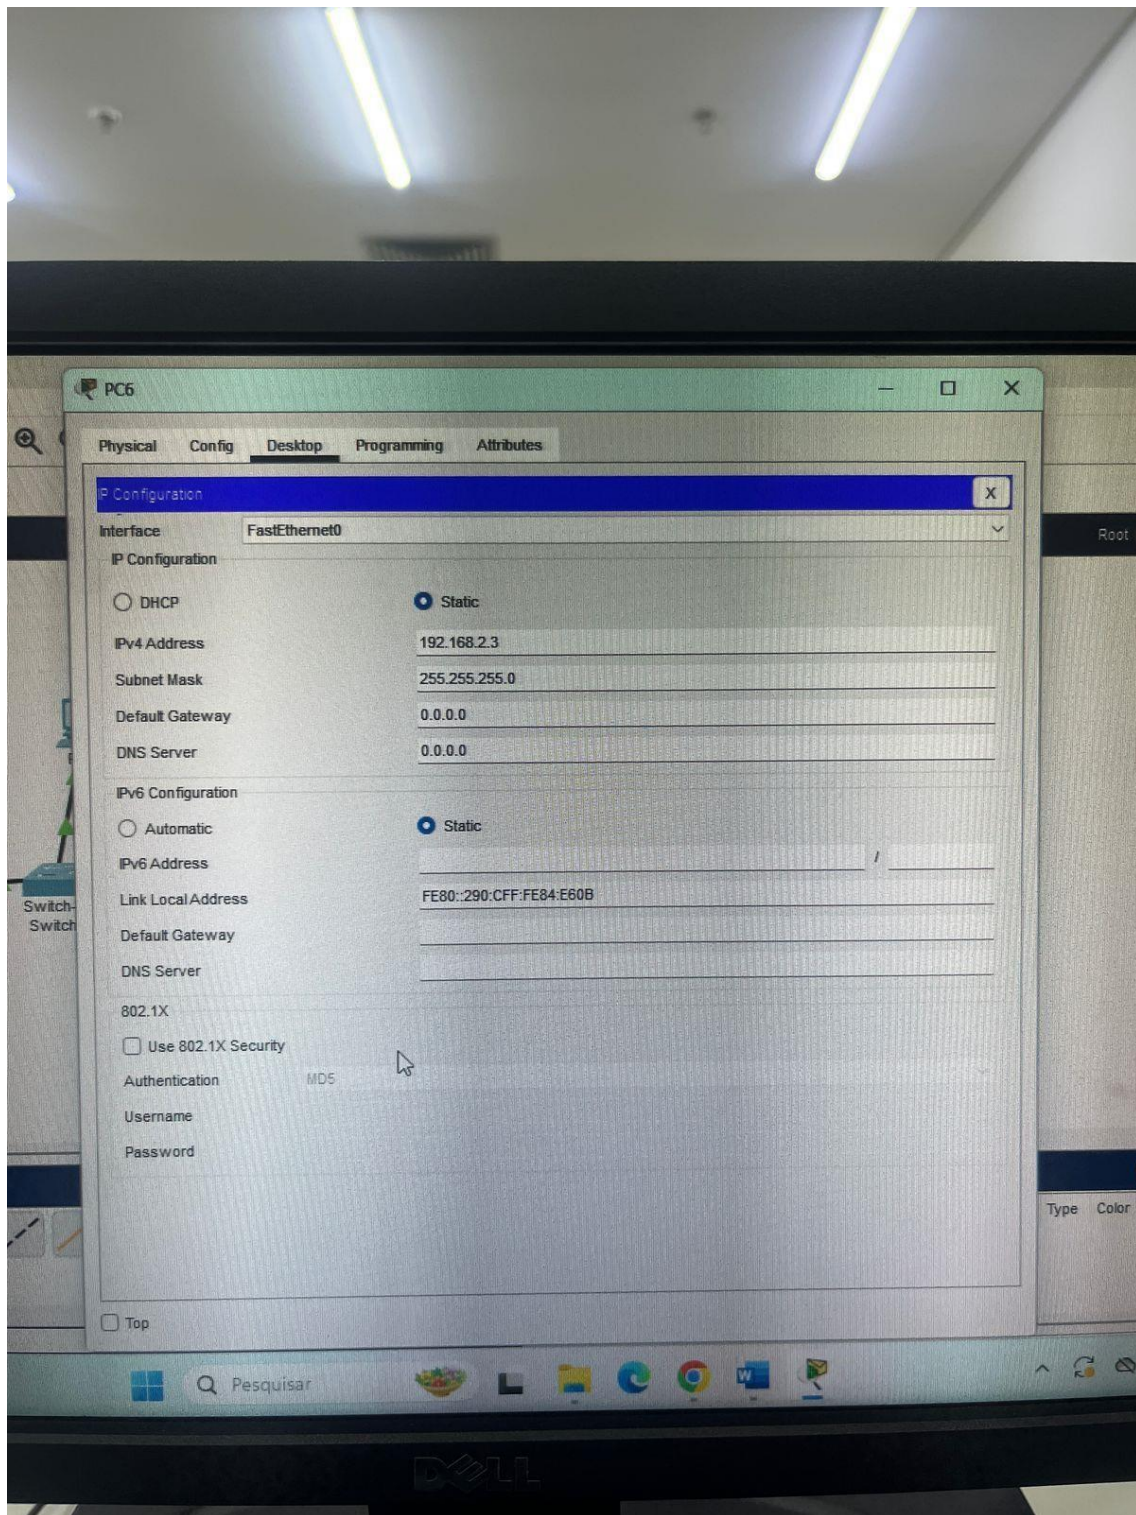 PC6
Physical Config Desktop Programming Attributes
IP Configuration
X
Interface FastEthernet0
Root
IP Configuration
DHCP Static
IPv4 Address 192.168.2.3
Subnet Mask 255.255.255.0
Default Gateway 0.0.0.0
DNS Server 0.0.0.0
IPv6 Configuration
Automatic Static
IPv6 Address /
Link Local Address FE80::290:CFF:FE84:E60B
Switch-
Switch
Default Gateway
DNS Server
802.1X
Use 802.1X Security
Authentication MD5
Username
Password
Type Color
Top
Pesquisar
DELL